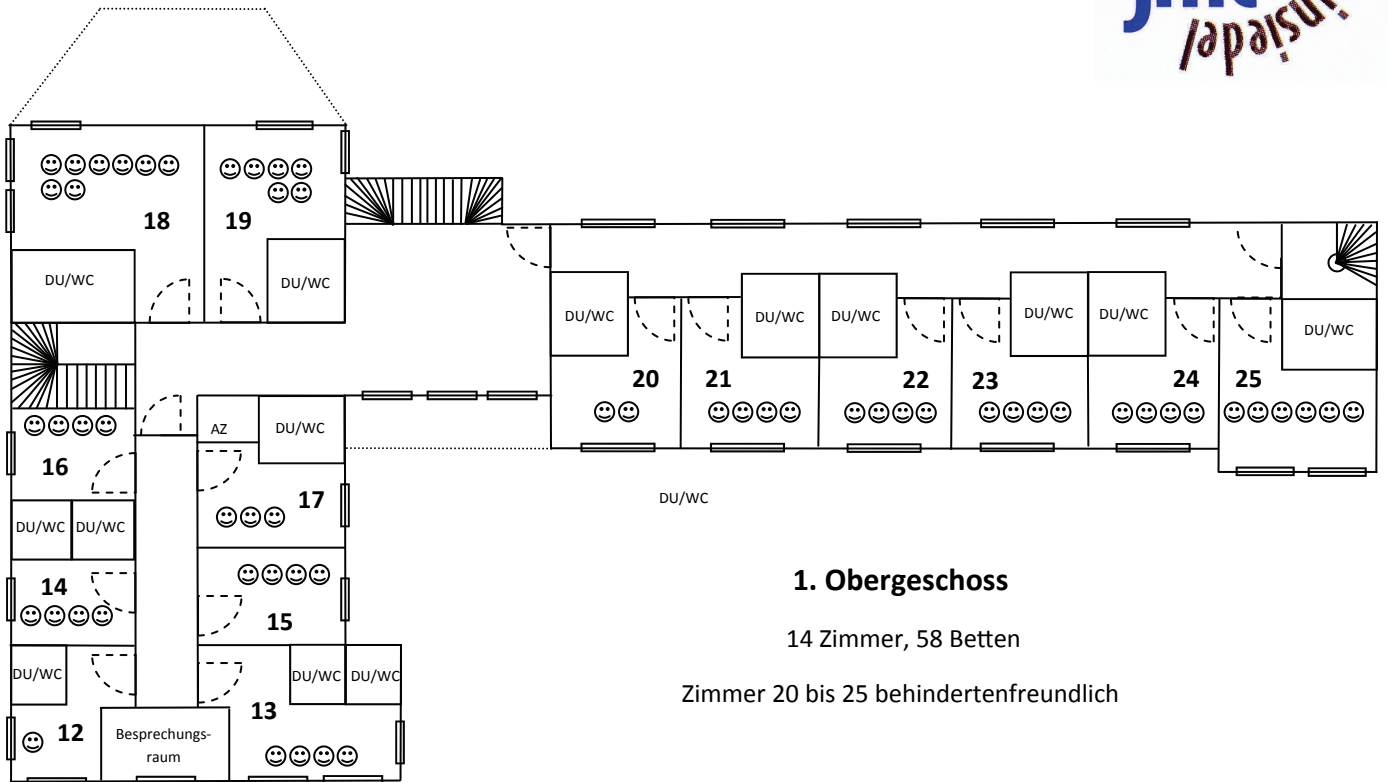 insiedel
18
19
DU/WC
DU/WC
DU/WC
DU/WC
DU/WC
DU/WC
DU/WC
DU/WC
20
21
22
23
24
25
AZ
DU/WC
16
17
DU/WC
DU/WC
DU/WC
14
15
1. Obergeschoss
14 Zimmer, 58 Betten
Zimmer 20 bis 25 behindertenfreundlich
DU/WC
DU/WC
DU/WC
12
13
Besprechungs-
raum